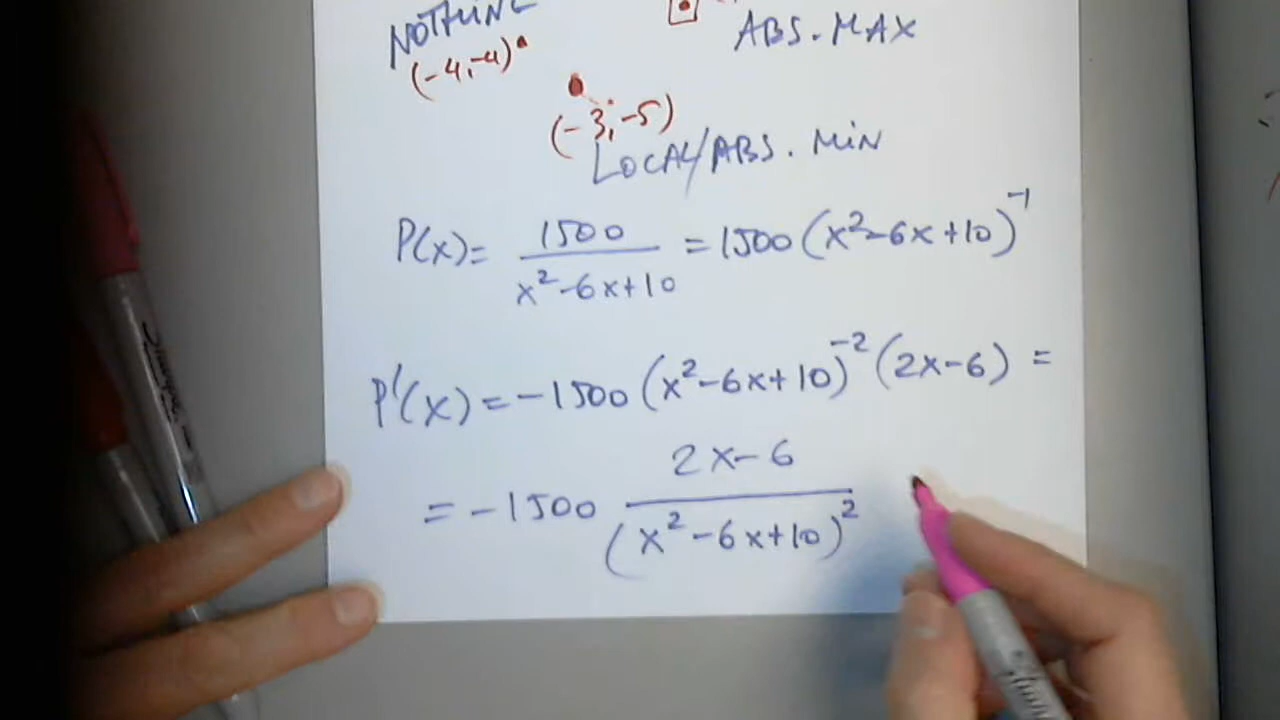 NOTHING
ABS. MAX
(-4,-4)
(-3,-5)
LOCAL/ABS. MIN
P(x)= 1500 / x²-6x+10 = 1500(x²-6x+10)⁻¹
P'(x)=-1500(x²-6x+10)⁻²(2x-6) =
= -1500 2x-6 / (x²-6x+10)²
Sharpie